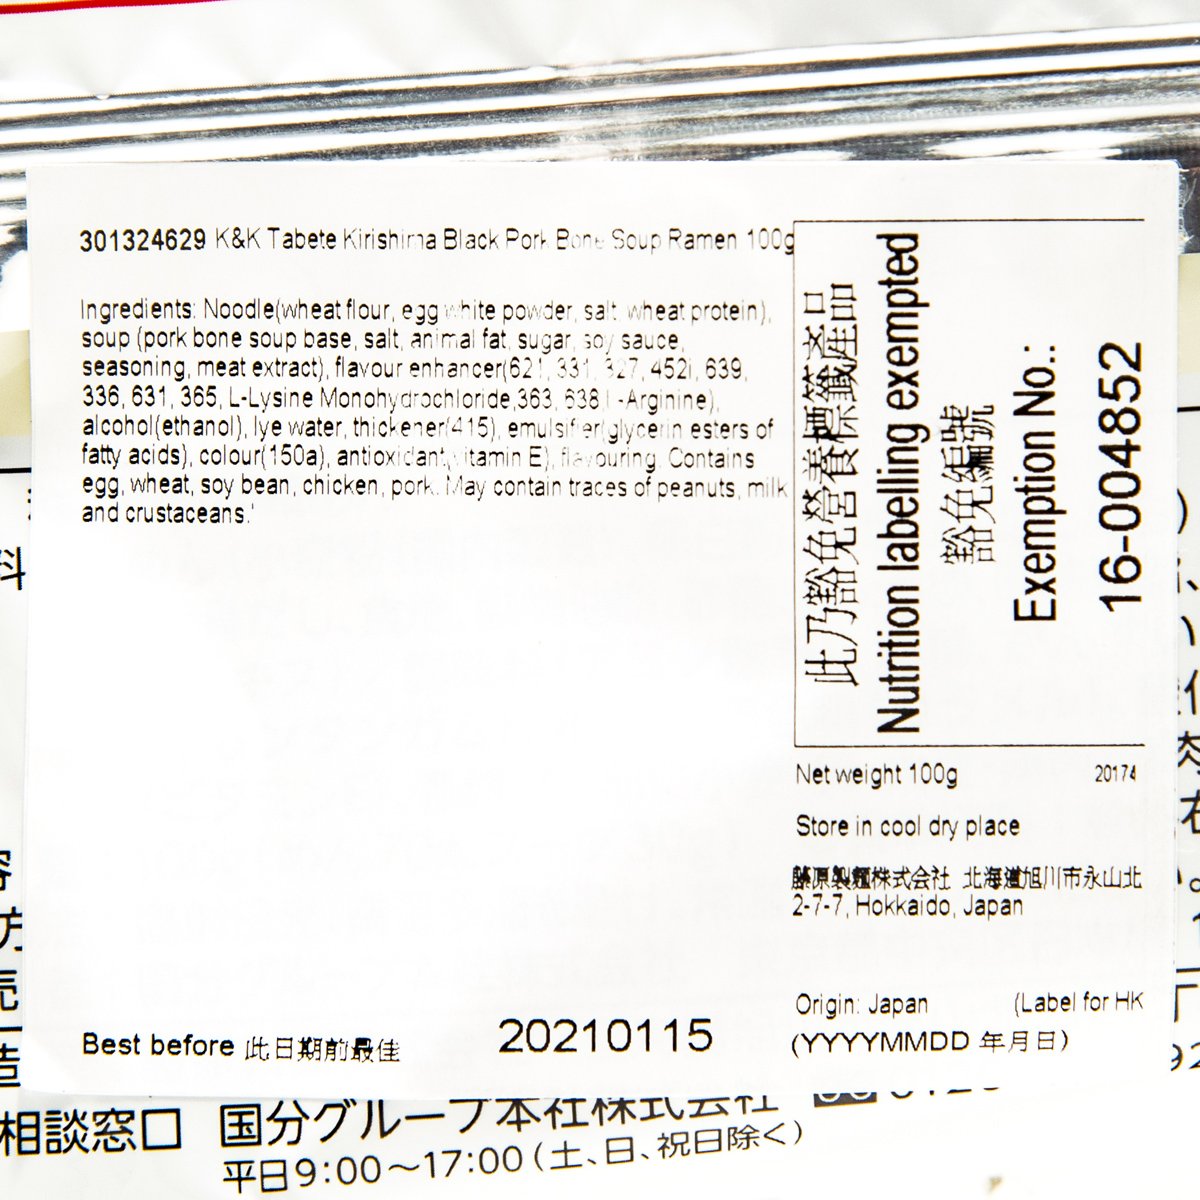 301324629 K&K Tabete Kirishima Black Pork Bone Soup Ramen 100g
Ingredients: Noodle(wheat flour, egg white powder, salt, wheat protein),
soup (pork bone soup base, salt, animal fat, sugar, soy sauce,
seasoning, meat extract), flavour enhancer(621, 331, 327, 452i, 639,
336, 631, 365, L-Lysine Monohydrochloride,363, 638,L-Arginine),
alcohol(ethanol), lye water, thickener(415), emulsifier(glycerin esters of
fatty acids), colour(150a), antioxidant(vitamin E), flavouring. Contains
egg, wheat, soy bean, chicken, pork. May contain traces of peanuts, milk
and crustaceans.
此乃豁免營養標籤產品
Nutrition labelling exempted
豁免編號
Exemption No.:
16-004852
Net weight 100g 20174
Store in cool dry place
藤原製麺株式会社 北海道旭川市永山北
2-7-7, Hokkaido, Japan
Origin: Japan (Label for HK
Best before 此日期前最佳 20210115 (YYYYMMDD 年月日)
料
容
方
売
造
相談窓口 国分グループ本社株式会社
平日9:00〜17:00(土、日、祝日除く)